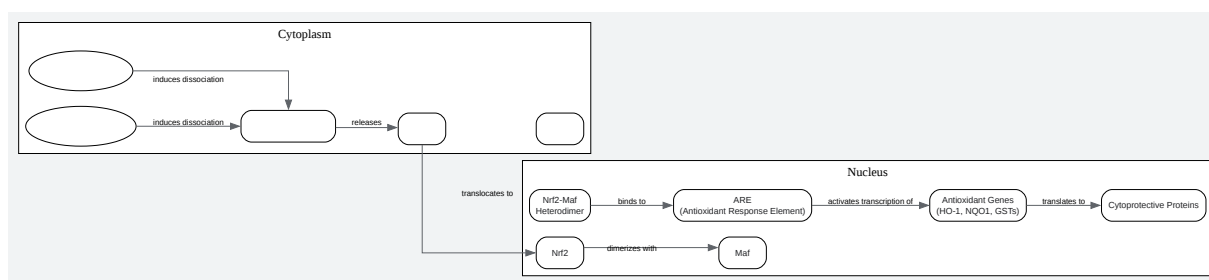 Cytoplasm
induces dissociation
induces dissociation
releases
translocates to
Nucleus
Nrf2-Maf
Heterodimer
binds to
ARE
(Antioxidant Response Element)
activates transcription of
Antioxidant Genes
(HO-1, NQO1, GSTs)
translates to
Cytoprotective Proteins
Nrf2
dimerizes with
Maf